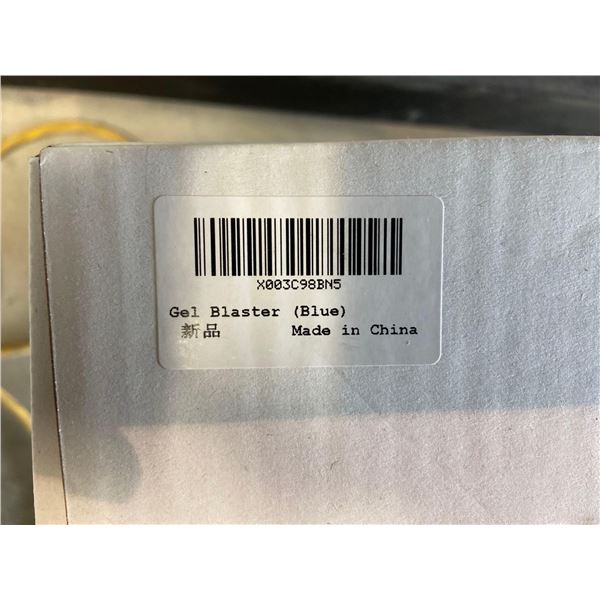 X003C98BN5
Gel Blaster (Blue)
新品 Made in China